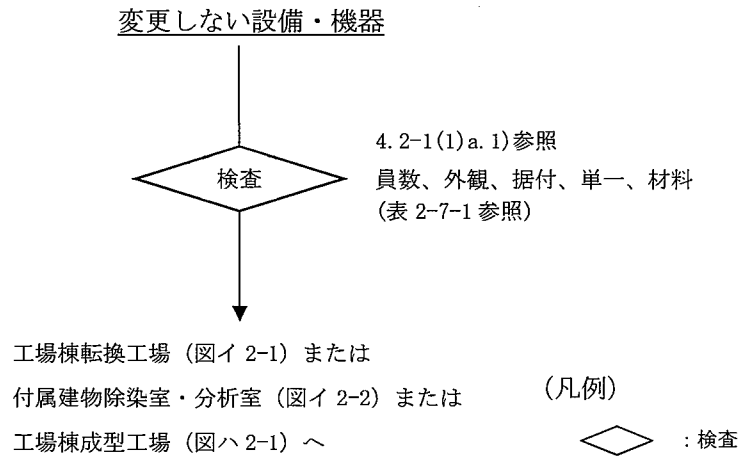 変更しない設備・機器
検査
4.2-1(1)a.1)参照
員数、外観、据付、単一、材料
(表 2-7-1 参照)
工場棟転換工場（図イ 2-1）または
付属建物除染室・分析室（図イ 2-2）または
工場棟成型工場（図ハ 2-1）へ
(凡例)
：検査